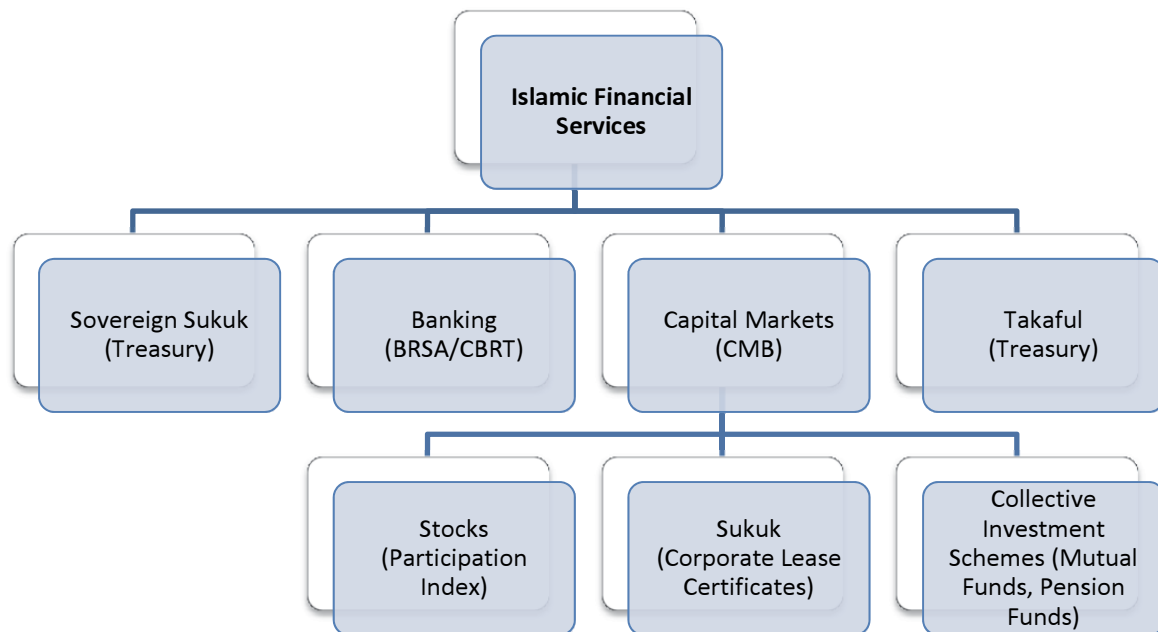 Islamic Financial
Services
Sovereign Sukuk
(Treasury)
Banking
(BRSA/CBRT)
Capital Markets
(CMB)
Takaful
(Treasury)
Stocks
(Participation
Index)
Sukuk
(Corporate Lease
Certificates)
Collective
Investment
Schemes (Mutual
Funds, Pension
Funds)